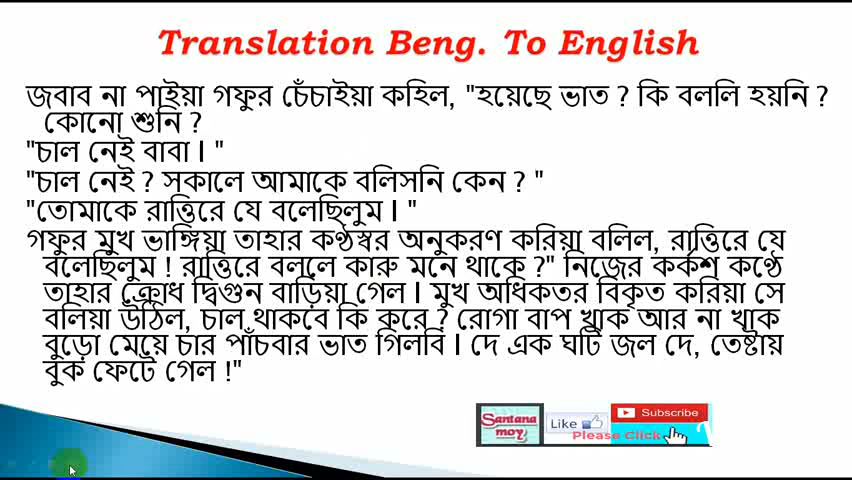 Translation Beng. To English
জবাব না পাইয়া গফুর চেঁচাইয়া কহিল, "হয়েছে ভাত ? কি বললি হয়নি ?
কোনো শুনি ?
"চাল নেই বাবা। "
"চাল নেই ? সকালে আমাকে বলিসনি কেন ? "
"তোমাকে রাত্তিরে যে বলেছিলুম। "
গফুর মুখ ভাঙ্গিয়া তাহার কণ্ঠস্বর অনুকরণ করিয়া বলিল, রাত্তিরে যে
বলেছিলুম ! রাত্তিরে বললে কারু মনে থাকে ?" নিজের কর্কশ কণ্ঠে
তাহার ক্রোধ দ্বিগুন বাড়িয়া গেল। মুখ অধিকতর বিকৃত করিয়া সে
বলিয়া উঠিল, চাল থাকবে কি করে ? রোগা বাপ খাক আর না খাক
বুড়ো মেয়ে চার পাঁচবার ভাত গিলবি। দে এক ঘটি জল দে, তেষ্টায়
বুক ফেটে গেল !"
Santana
moy
Like
Subscribe
Please Click